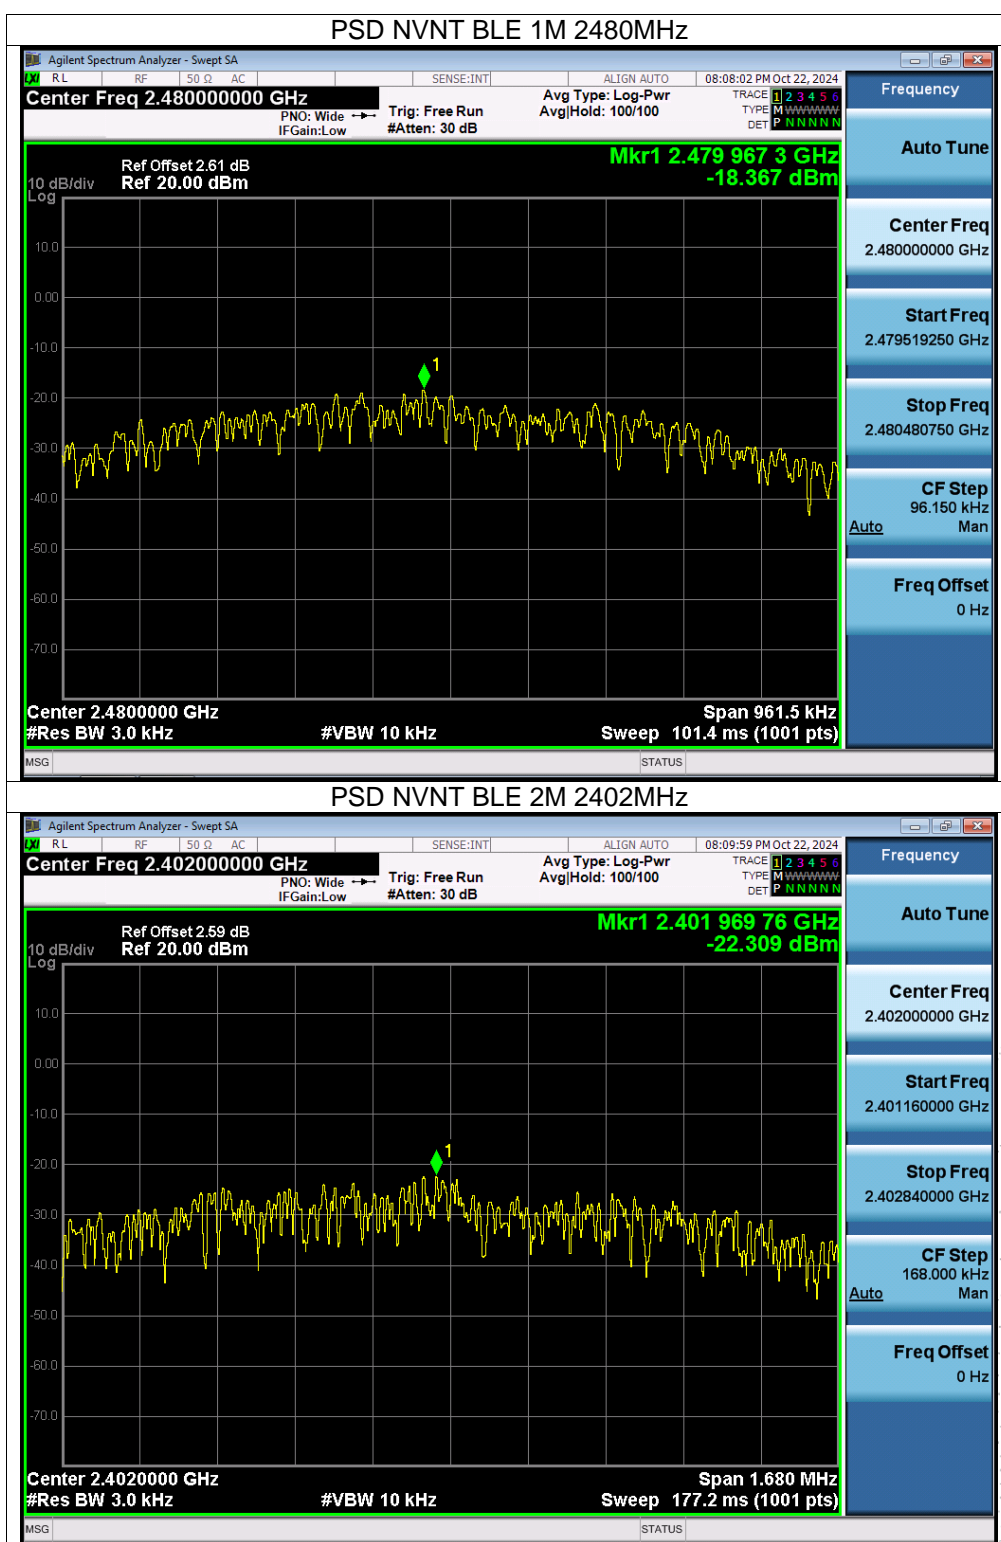 PSD NVNT BLE 1M 2480MHz
Agilent Spectrum Analyzer - Swept SA
LXI RL RF 50 Ω AC SENSE:INT ALIGN AUTO 08:08:02 PM Oct 22, 2024
Center Freq 2.480000000 GHz
PNO: Wide
IFGain:Low
Trig: Free Run
#Atten: 30 dB
Avg Type: Log-Pwr
Avg|Hold: 100/100
TRACE 1 2 3 4 5 6
TYPE M WWWWW
DET P N N N N N
Frequency
Mkr1 2.479 967 3 GHz
-18.367 dBm
Ref Offset 2.61 dB
10 dB/div Ref 20.00 dBm
Log
10.0
0.00
-10.0
-20.0
-30.0
-40.0
-50.0
-60.0
-70.0
1
Center 2.4800000 GHz Span 961.5 kHz
#Res BW 3.0 kHz #VBW 10 kHz Sweep 101.4 ms (1001 pts)
Auto Tune
Center Freq
2.480000000 GHz
Start Freq
2.479519250 GHz
Stop Freq
2.480480750 GHz
CF Step
96.150 kHz
Auto Man
Freq Offset
0 Hz
MSG STATUS
PSD NVNT BLE 2M 2402MHz
Agilent Spectrum Analyzer - Swept SA
LXI RL RF 50 Ω AC SENSE:INT ALIGN AUTO 08:09:59 PM Oct 22, 2024
Center Freq 2.402000000 GHz
PNO: Wide
IFGain:Low
Trig: Free Run
#Atten: 30 dB
Avg Type: Log-Pwr
Avg|Hold: 100/100
TRACE 1 2 3 4 5 6
TYPE M WWWWW
DET P N N N N N
Frequency
Mkr1 2.401 969 76 GHz
-22.309 dBm
Ref Offset 2.59 dB
10 dB/div Ref 20.00 dBm
Log
10.0
0.00
-10.0
-20.0
-30.0
-40.0
-50.0
-60.0
-70.0
1
Center 2.4020000 GHz Span 1.680 MHz
#Res BW 3.0 kHz #VBW 10 kHz Sweep 177.2 ms (1001 pts)
Auto Tune
Center Freq
2.402000000 GHz
Start Freq
2.401160000 GHz
Stop Freq
2.402840000 GHz
CF Step
168.000 kHz
Auto Man
Freq Offset
0 Hz
MSG STATUS